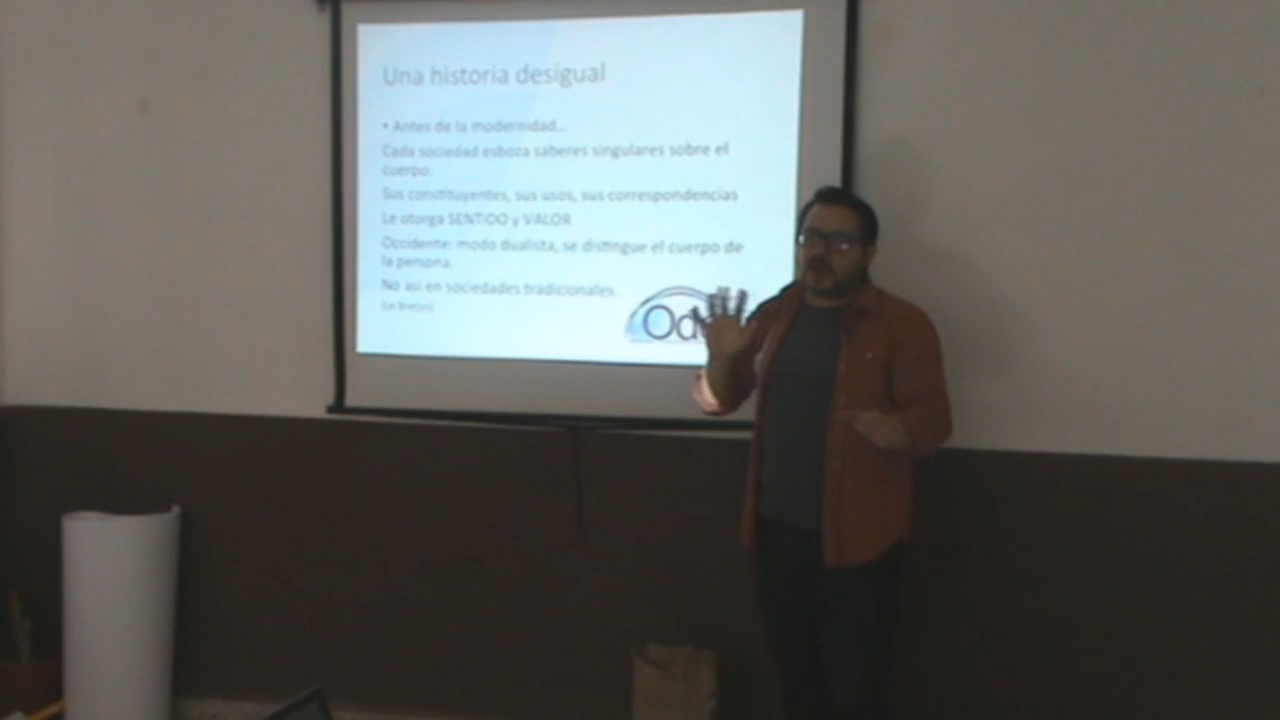 Una historia desigual
• Antes de la modernidad...
Cada sociedad esboza saberes singulares sobre el
cuerpo.
Sus constituyentes, sus usos, sus correspondencias
Le otorga SENTIDO y VALOR
Occidente: modo dualista, se distingue el cuerpo de
la persona.
No así en sociedades tradicionales.
(Le Breton)